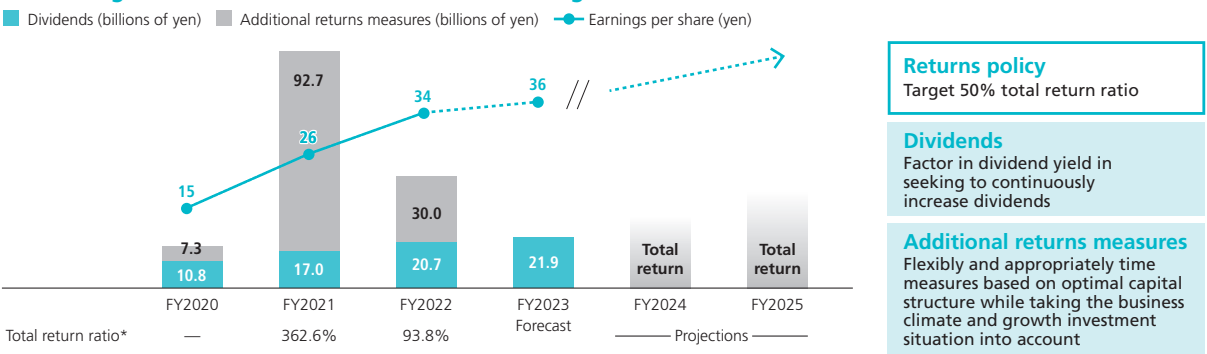 Dividends (billions of yen) Additional returns measures (billions of yen) Earnings per share (yen)
92.7
36
34
26
15
30.0
7.3
10.8
17.0
20.7
21.9
Total
return
Total
return
FY2020 FY2021 FY2022 FY2023 FY2024 FY2025
Forecast
Total return ratio* — 362.6% 93.8% Projections
Returns policy
Target 50% total return ratio
Dividends
Factor in dividend yield in
seeking to continuously
increase dividends
Additional returns measures
Flexibly and appropriately time
measures based on optimal capital
structure while taking the business
climate and growth investment
situation into account